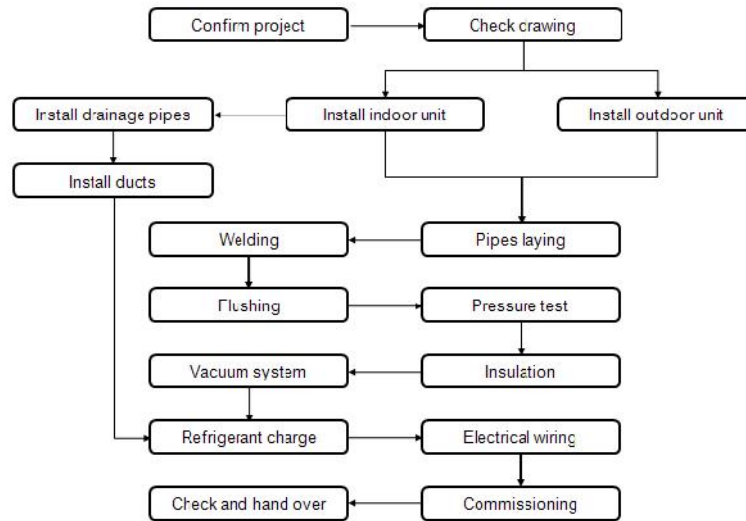 Confirm project
Check drawing
Install drainage pipes
Install indoor unit
Install outdoor unit
Install ducts
Welding
Pipes laying
Flushing
Pressure test
Vacuum system
Insulation
Refrigerant charge
Electrical wiring
Check and hand over
Commissioning